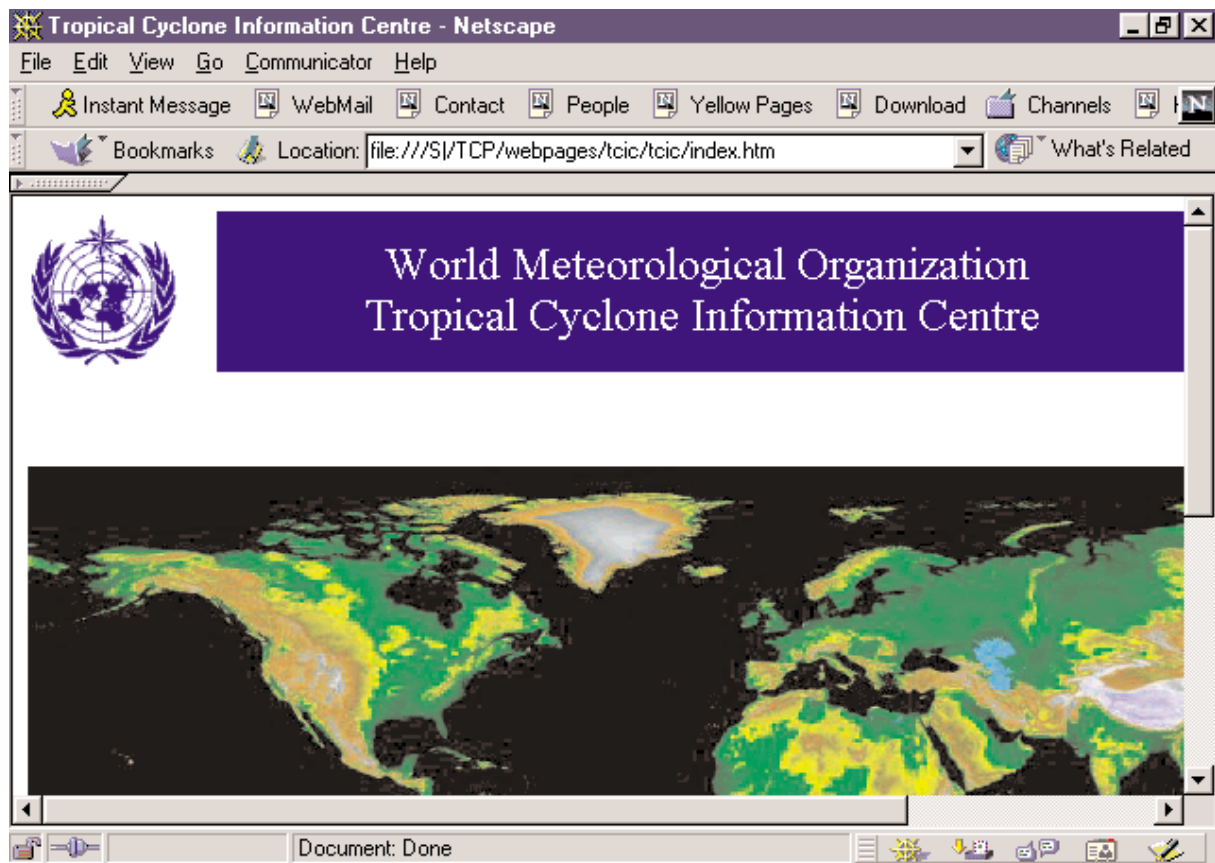 Tropical Cyclone Information Centre - Netscape
File Edit View Go Communicator Help
Instant Message WebMail Contact People Yellow Pages Download Channels
Bookmarks Location: file:///S|/TCP/webpages/tcic/tcic/index.htm What's Related
World Meteorological Organization
Tropical Cyclone Information Centre
Document: Done